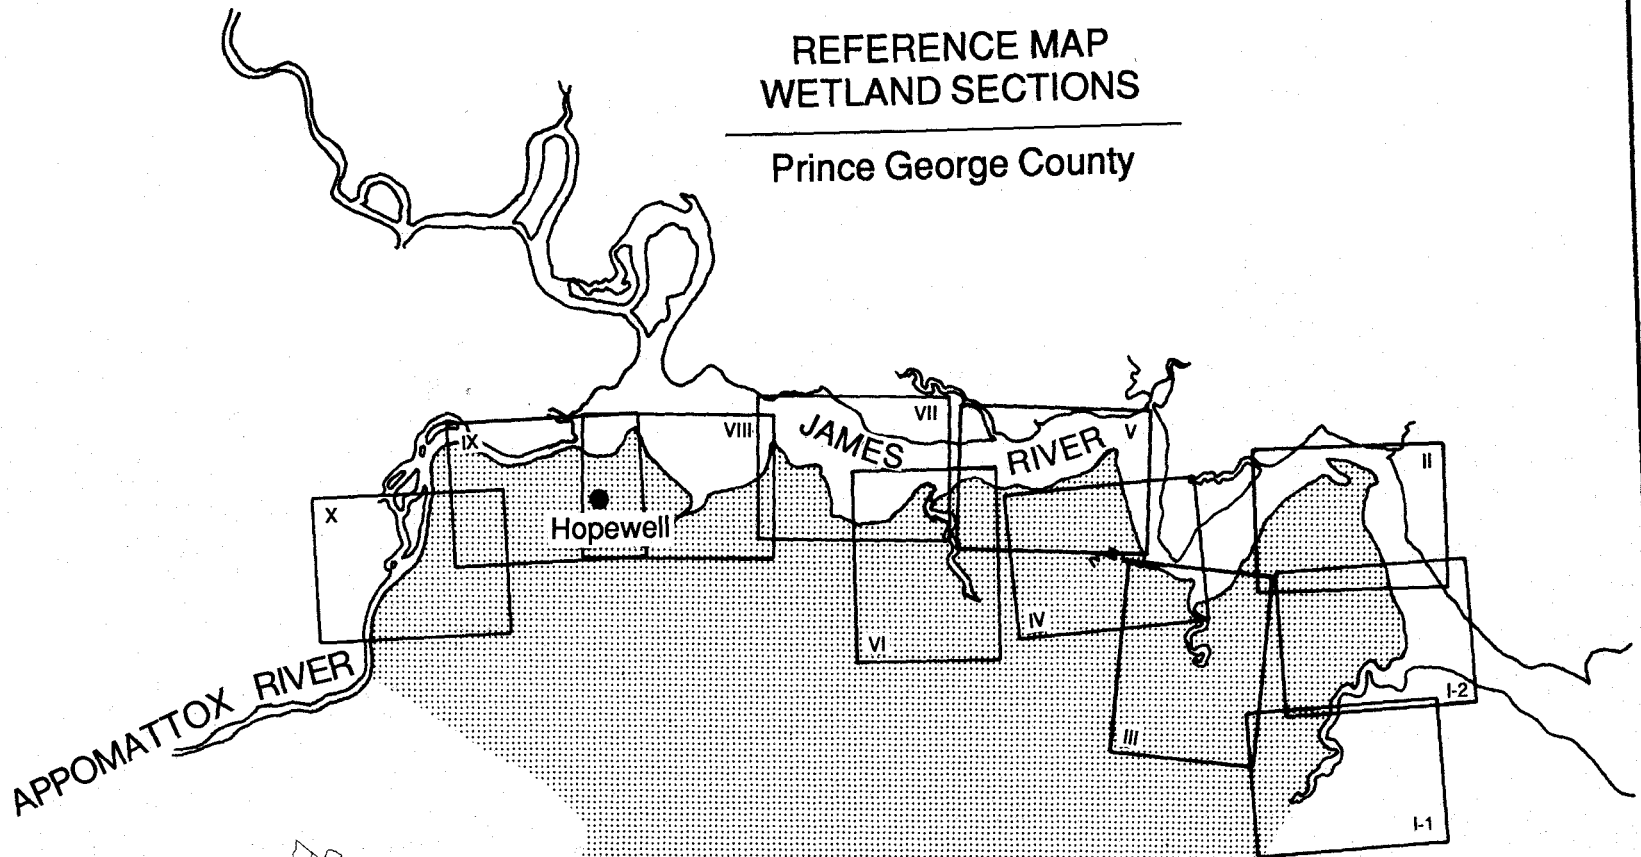 REFERENCE MAP
WETLAND SECTIONS
Prince George County
IX
VIII
VII
JAMES
RIVER
V
II
X
Hopewell
IV
VI
APPOMATTOX RIVER
III
I-2
I-1